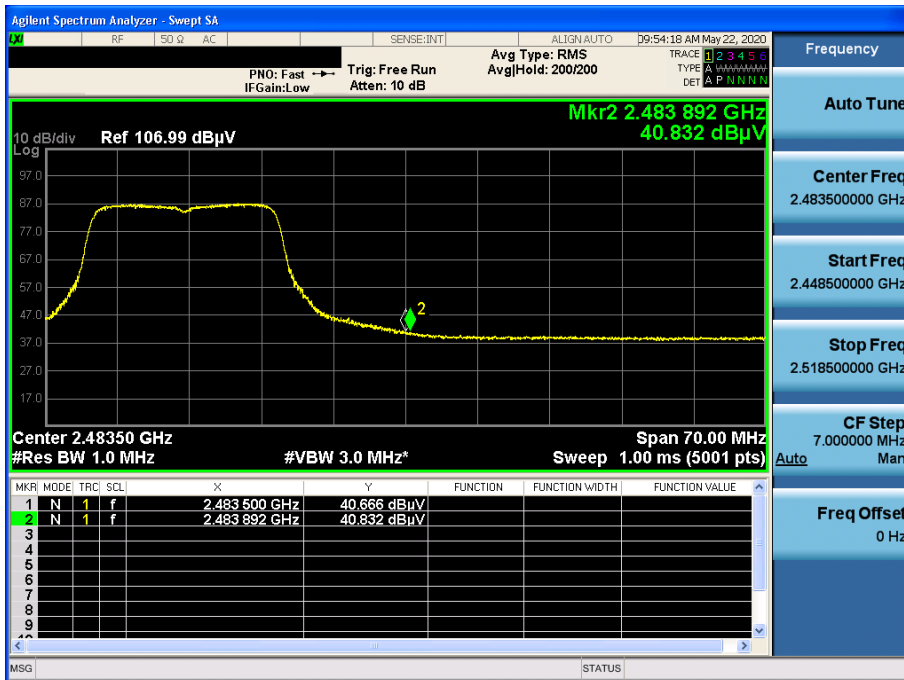 Agilent Spectrum Analyzer - Swept SA
LXI RF 50 Ω AC SENSE:INT ALIGN AUTO 09:54:18 AM May 22, 2020
PNO: Fast Trig: Free Run Avg Type: RMS TRACE 1 2 3 4 5 6
IFGain:Low Atten: 10 dB Avg|Hold: 200/200 TYPE A WWWWW
DET A P N N N N
Mkr2 2.483 892 GHz
40.832 dBµV
10 dB/div Ref 106.99 dBµV
Log
97.0
87.0
77.0
67.0
57.0
47.0
37.0
27.0
17.0
2
Center 2.48350 GHz Span 70.00 MHz
#Res BW 1.0 MHz #VBW 3.0 MHz* Sweep 1.00 ms (5001 pts)
MKR MODE TRC SCL X Y FUNCTION FUNCTION WIDTH FUNCTION VALUE
1 N 1 f 2.483 500 GHz 40.666 dBµV
2 N 1 f 2.483 892 GHz 40.832 dBµV
3
4
5
6
7
8
9
MSG STATUS
Frequency
Auto Tune
Center Freq
2.483500000 GHz
Start Freq
2.448500000 GHz
Stop Freq
2.518500000 GHz
CF Step
7.000000 MHz
Auto Man
Freq Offset
0 Hz